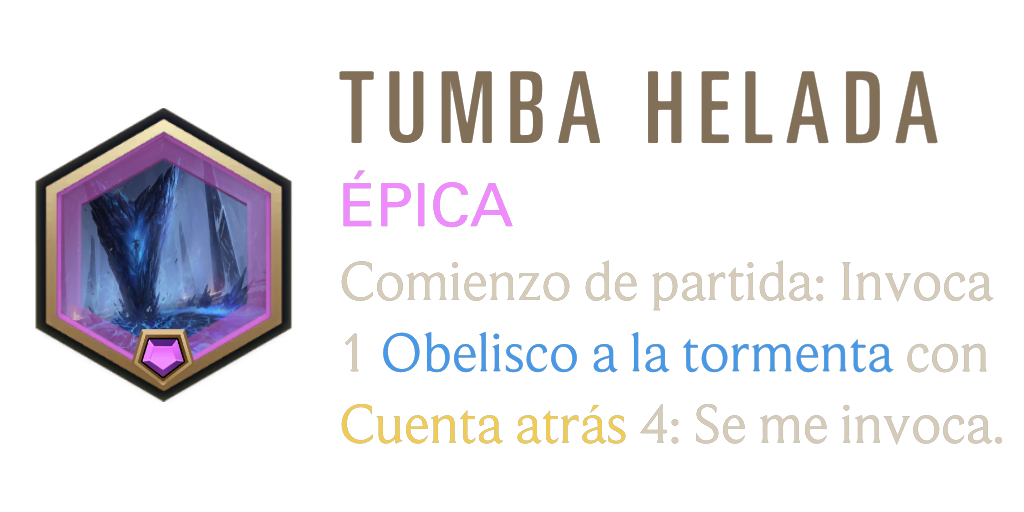 TUMBA HELADA
ÉPICA
Comienzo de partida: Invoca
1 Obelisco a la tormenta con
Cuenta atrás 4: Se me invoca.